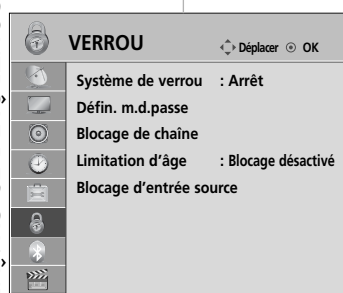 VERROU Déplacer OK
Système de verrou : Arrêt
Défin. m.d.passe
Blocage de chaîne
Limitation d'âge : Blocage désactivé
Blocage d'entrée source